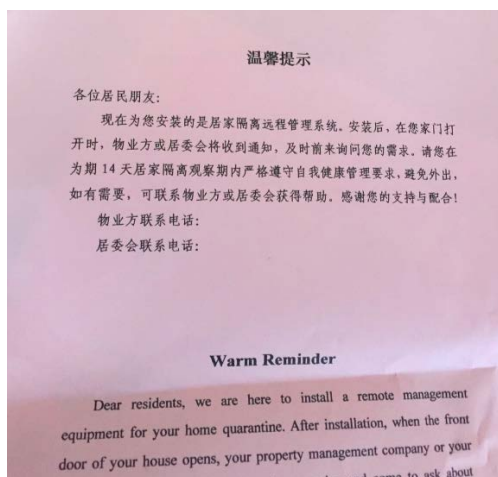 温馨提示
各位居民朋友：
现在为您安装的是居家隔离远程管理系统。安装后，在您家门打
开时，物业方或居委会将收到通知，及时前来询问您的需求。请您在
为期 14 天居家隔离观察期内严格遵守自我健康管理要求，避免外出，
如有需要，可联系物业方或居委会获得帮助。感谢您的支持与配合！
物业方联系电话：
居委会联系电话：
Warm Reminder
Dear residents, we are here to install a remote management
equipment for your home quarantine. After installation, when the front
door of your house opens, your property management company or your
come to ask about